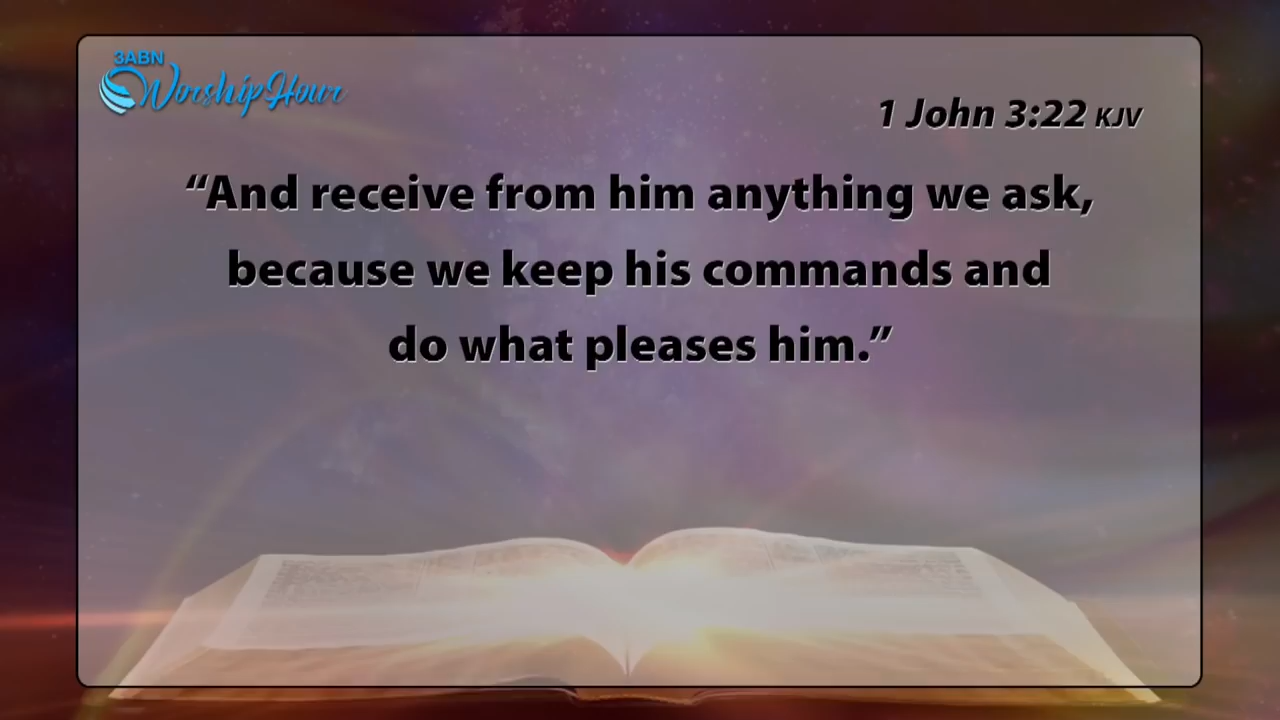 3ABN
Worship Hour
1 John 3:22 KJV
“And receive from him anything we ask,
because we keep his commands and
do what pleases him.”